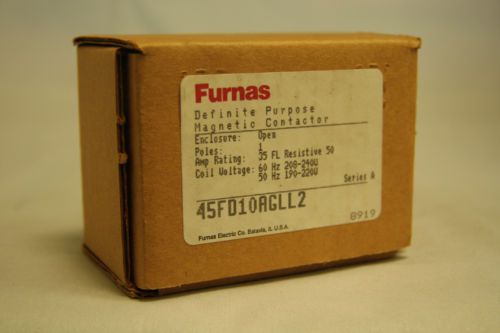 Furnas
Definite Purpose
Magnetic Contactor
Enclosure: Open
Poles: 1
Amp Rating: 35 FL Resistive 50
Coil Voltage: 60 Hz 208-240V
50 Hz 190-220V
Series A
45FD10AGLL2
8919
Furnas Electric Co. Batavia, IL U.S.A.